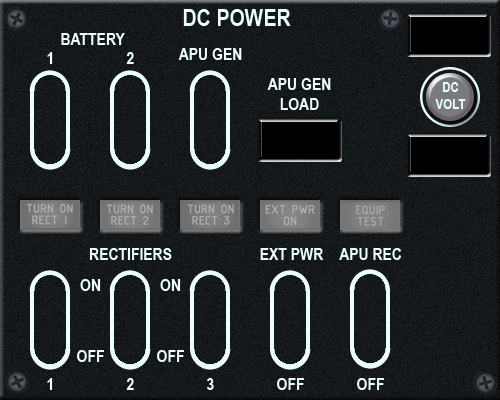 DC POWER
BATTERY
1
2
APU GEN
APU GEN
LOAD
DC
VOLT
TURN ON
RECT 1
TURN ON
RECT 2
TURN ON
RECT 3
EXT PWR
ON
EQUIP
TEST
RECTIFIERS
EXT PWR
APU REC
ON
ON
OFF
OFF
1
2
3
OFF
OFF